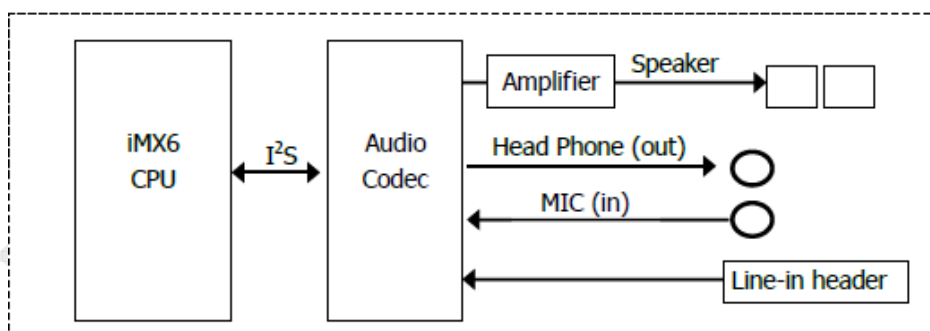 iMX6
CPU
I²S
Audio
Codec
Amplifier
Speaker
Head Phone (out)
MIC (in)
Line-in header